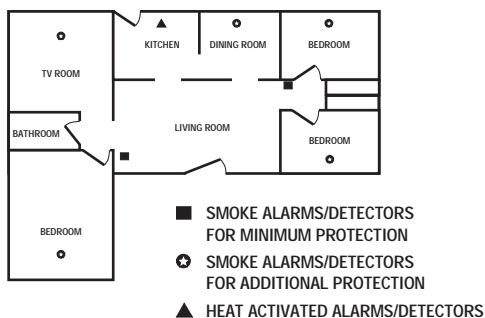 KITCHEN
DINING ROOM
BEDROOM
TV ROOM
BATHROOM
LIVING ROOM
BEDROOM
BEDROOM
SMOKE ALARMS/DETECTORS
FOR MINIMUM PROTECTION
SMOKE ALARMS/DETECTORS
FOR ADDITIONAL PROTECTION
HEAT ACTIVATED ALARMS/DETECTORS